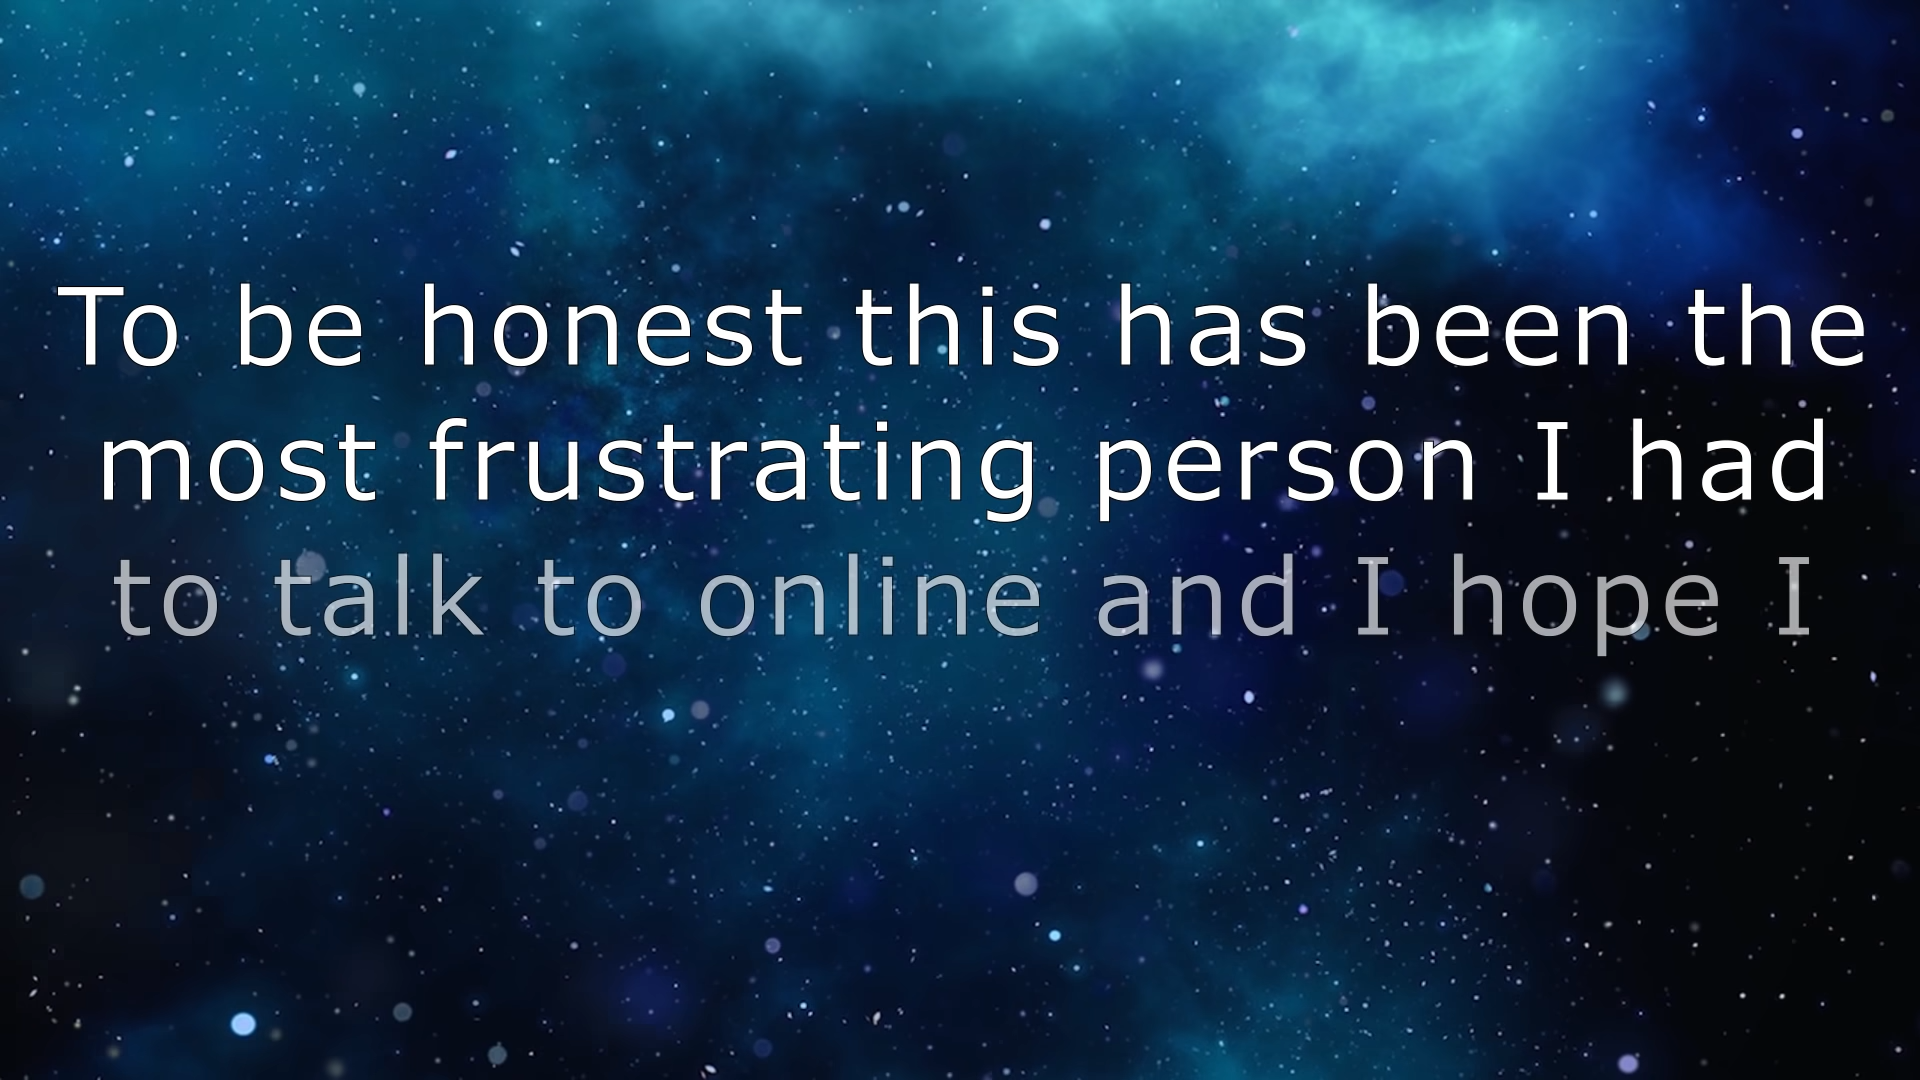 To be honest this has been the
most frustrating person I had
to talk to online and I hope I